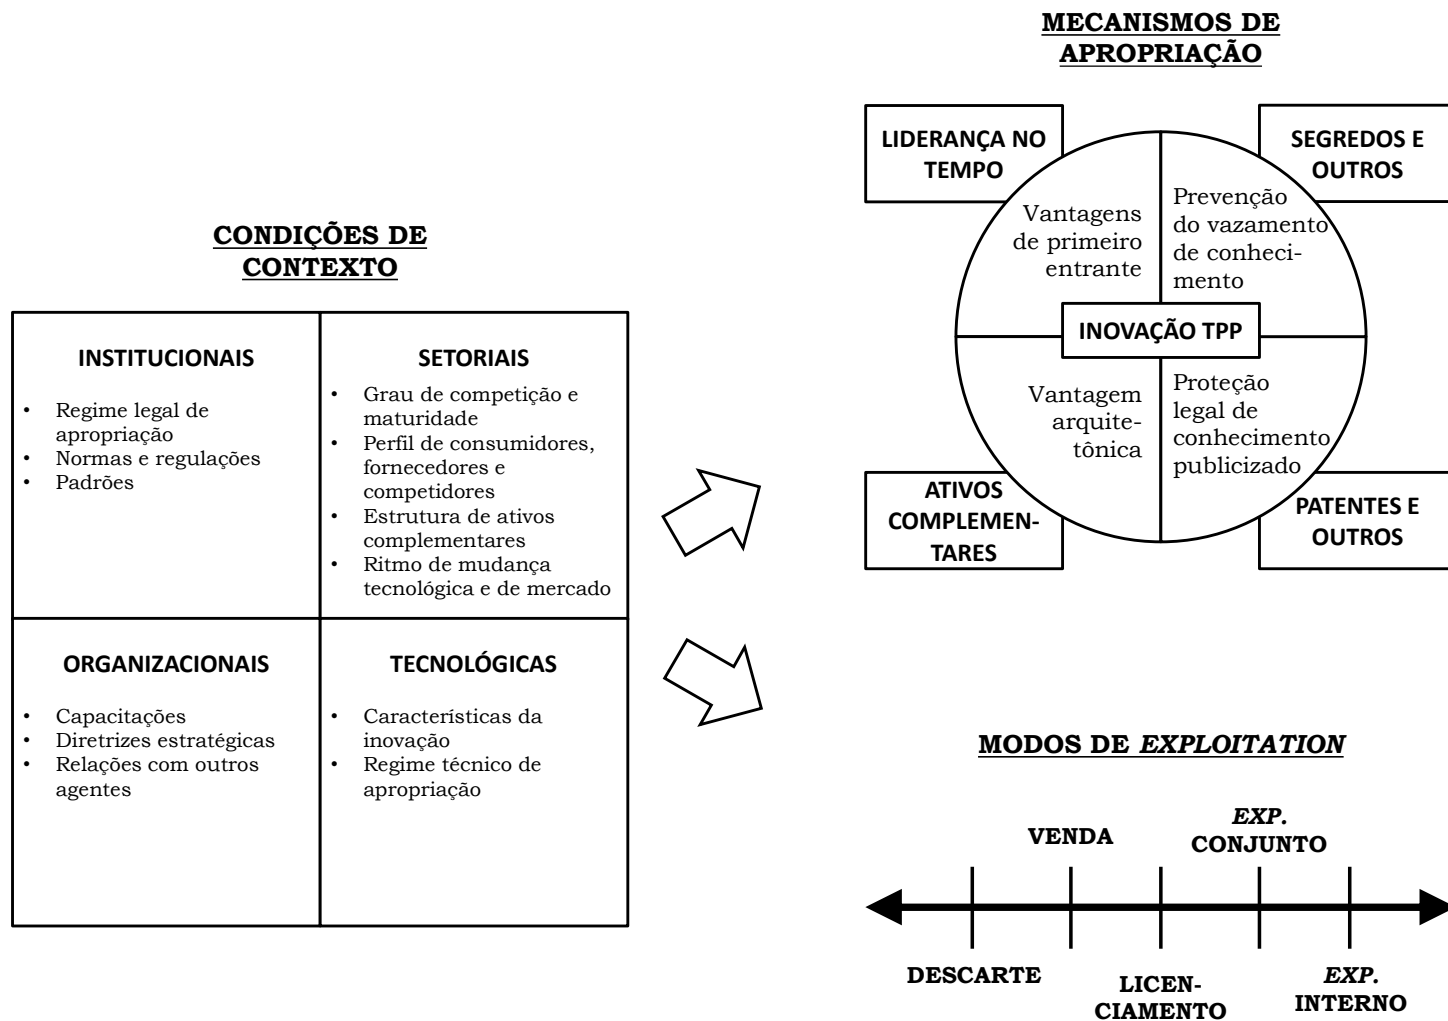 CONDIÇÕES DE
CONTEXTO
INSTITUCIONAIS
• Regime legal de
apropriação
• Normas e regulações
• Padrões
SETORIAIS
• Grau de competição e
maturidade
• Perfil de consumidores,
fornecedores e
competidores
• Estrutura de ativos
complementares
• Ritmo de mudança
tecnológica e de mercado
ORGANIZACIONAIS
• Capacitações
• Diretrizes estratégicas
• Relações com outros
agentes
TECNOLÓGICAS
• Características da
inovação
• Regime técnico de
apropriação
MECANISMOS DE
APROPRIAÇÃO
LIDERANÇA NO
TEMPO
SEGREDOS E
OUTROS
Vantagens
de primeiro
entrante
Prevenção
do vazamento
de conheci-
mento
INOVAÇÃO TPP
Vantagem
arquite-
tônica
Proteção
legal de
conhecimento
publicizado
ATIVOS
COMPLEMEN-
TARES
PATENTES E
OUTROS
MODOS DE EXPLOITATION
VENDA
EXP.
CONJUNTO
DESCARTE
LICEN-
CIAMENTO
EXP.
INTERNO